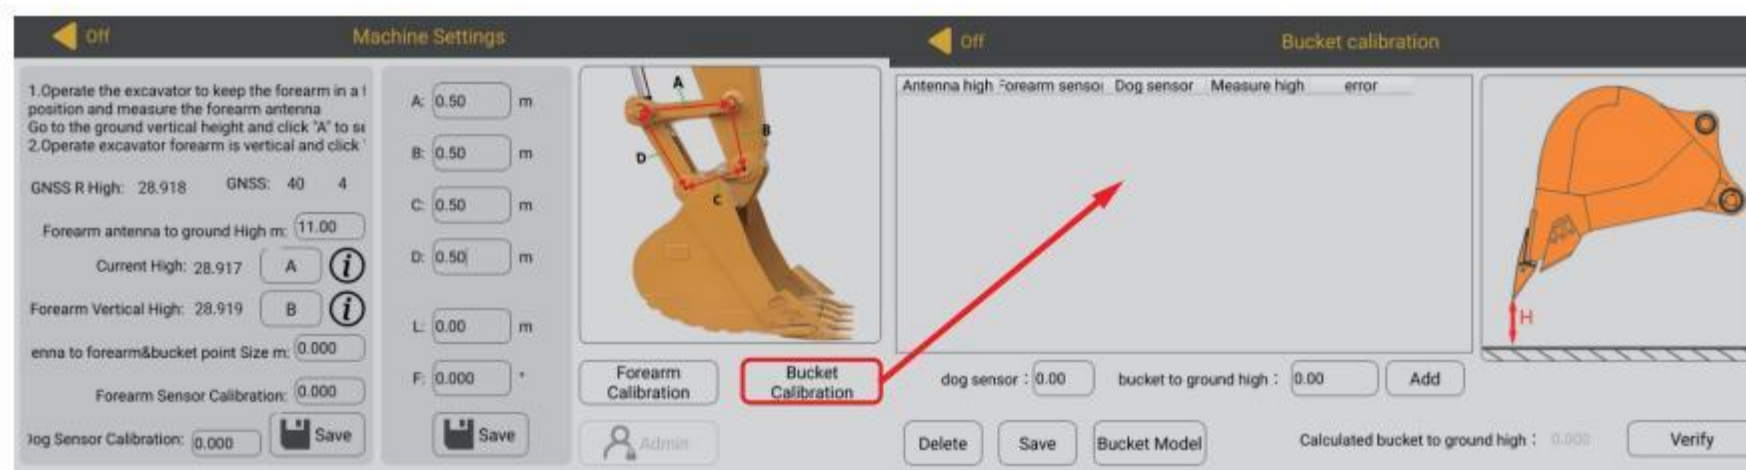 Off
Machine Settings
1.Operate the excavator to keep the forearm in a f
position and measure the forearm antenna
Go to the ground vertical height and click "A" to se
2.Operate excavator forearm is vertical and click '
GNSS R High: 28.918 GNSS: 40 4
Forearm antenna to ground High m: 11.00
Current High: 28.917 A i
Forearm Vertical High: 28.919 B i
enna to forearm&bucket point Size m: 0.000
Forearm Sensor Calibration: 0.000
Dog Sensor Calibration: 0.000
Save
A: 0.50 m
B: 0.50 m
C: 0.50 m
D: 0.50 m
L: 0.00 m
F: 0.000 °
Save
A
B
D
C
Forearm
Calibration
Bucket
Calibration
Admin
Off
Bucket calibration
Antenna high Forearm sensor Dog sensor Measure high error
H
dog sensor : 0.00 bucket to ground high : 0.00 Add
Delete Save Bucket Model Calculated bucket to ground high : 0.000 Verify